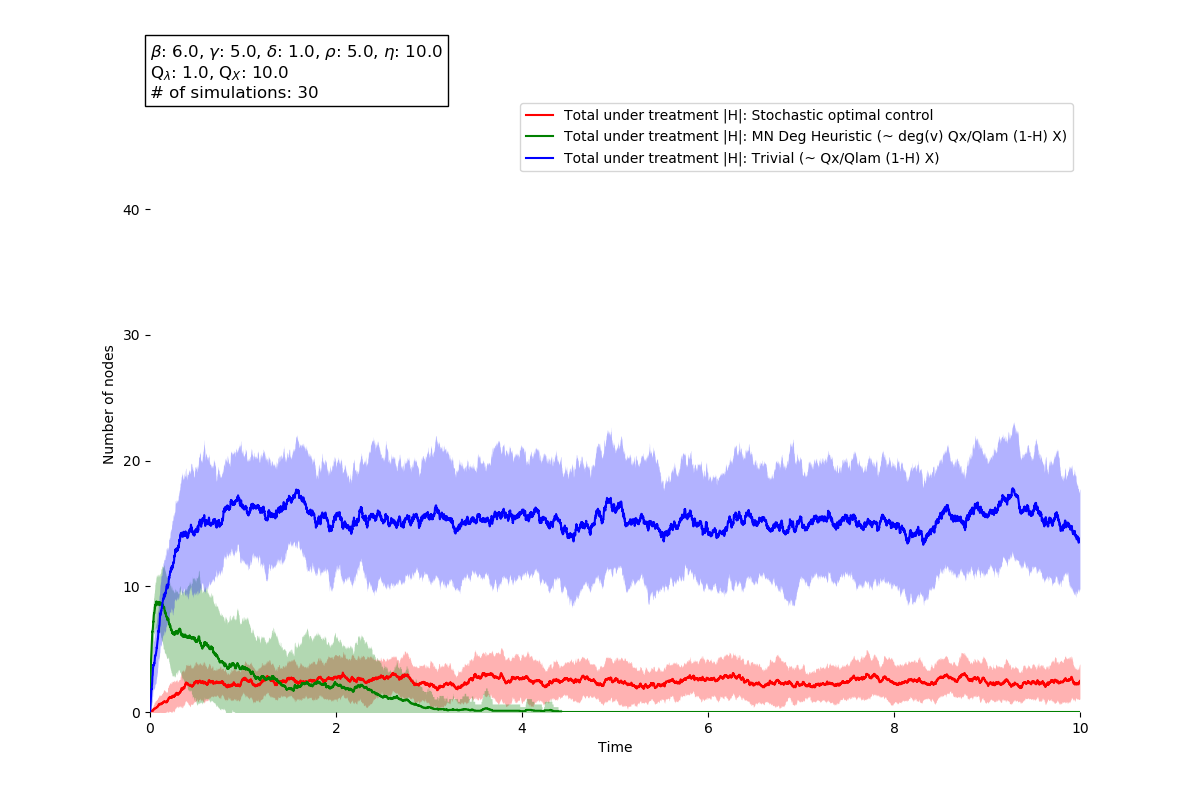 β: 6.0, γ: 5.0, δ: 1.0, ρ: 5.0, η: 10.0
Qλ: 1.0, QX: 10.0
# of simulations: 30
Total under treatment |H|: Stochastic optimal control
Total under treatment |H|: MN Deg Heuristic (~ deg(v) Qx/Qlam (1-H) X)
Total under treatment |H|: Trivial (~ Qx/Qlam (1-H) X)
40
30
20
10
0
Number of nodes
0 2 4 6 8 10
Time